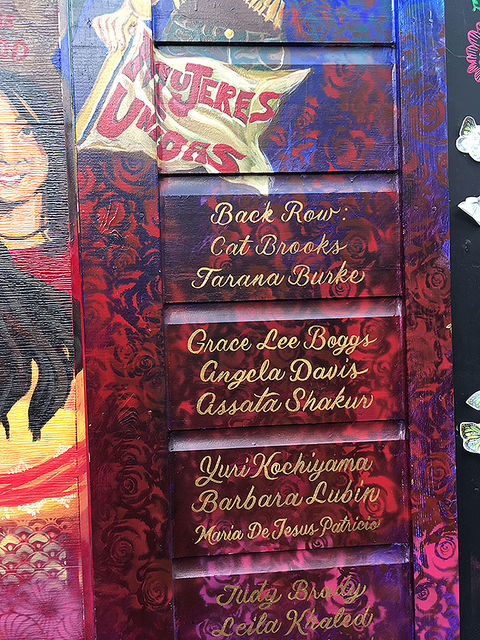 MUJERES
UNIDAS
Back Row:
Cat Brooks
Tarana Burke
Grace Lee Boggs
Angela Davis
Assata Shakur
Yuri Kochiyama
Barbara Lubin
Maria De Jesus Patricio
Judy Brady
Leila Khaled